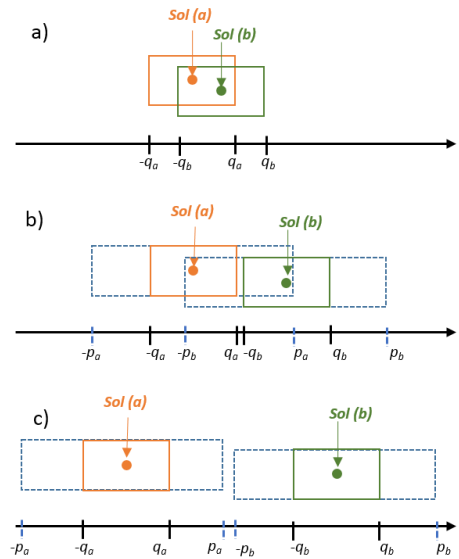 a)
Sol (a)
Sol (b)
-qa -qb qa qb
b)
Sol (a)
Sol (b)
-pa -qa -pb qa -qb pa qb pb
c)
Sol (a)
Sol (b)
-pa -qa qa pa -pb -qb qb pb